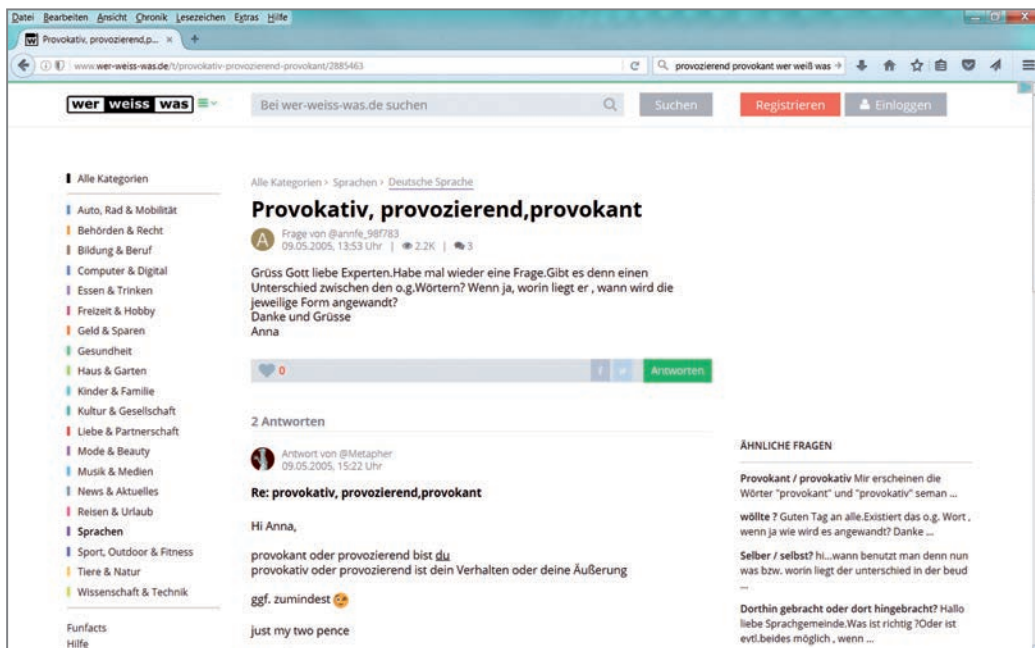 Datei Bearbeiten Ansicht Chronik Lesezeichen Extras Hilfe
Provokativ, provozierend,p...
www.wer-weiss-was.de/t/provokativ-provozierend-provokant/2885463
provozierend provokant wer weiß was
wer weiss was
Bei wer-weiss-was.de suchen
Suchen
Registrieren
Einloggen
Alle Kategorien
Auto, Rad & Mobilität
Behörden & Recht
Bildung & Beruf
Computer & Digital
Essen & Trinken
Freizeit & Hobby
Geld & Sparen
Gesundheit
Haus & Garten
Kinder & Familie
Kultur & Gesellschaft
Liebe & Partnerschaft
Mode & Beauty
Musik & Medien
News & Aktuelles
Reisen & Urlaub
Sprachen
Sport, Outdoor & Fitness
Tiere & Natur
Wissenschaft & Technik
Funfacts
Hilfe
Alle Kategorien > Sprachen > Deutsche Sprache
Provokativ, provozierend,provokant
A
Frage von @annfe_98f783
09.05.2005, 13:53 Uhr | 2.2K | 3
Grüss Gott liebe Experten.Habe mal wieder eine Frage.Gibt es denn einen
Unterschied zwischen den o.g.Wörtern? Wenn ja, worin liegt er , wann wird die
jeweilige Form angewandt?
Danke und Grüsse
Anna
0
Antworten
2 Antworten
Antwort von @Metapher
09.05.2005, 15:22 Uhr
Re: provokativ, provozierend,provokant
Hi Anna,
provokant oder provozierend bist du
provokativ oder provozierend ist dein Verhalten oder deine Äußerung
ggf. zumindest
just my two pence
ÄHNLICHE FRAGEN
Provokant / provokativ Mir erscheinen die
Wörter "provokant" und "provokativ" seman ...
wöllte ? Guten Tag an alle.Existiert das o.g. Wort ,
wenn ja wie wird es angewandt? Danke ...
Selber / selbst? hi...wann benutzt man denn nun
was bzw. worin liegt der unterschied in der beud
...
Dorthin gebracht oder dort hingebracht? Hallo
liebe Sprachgemeinde.Was ist richtig ?Oder ist
evtl.beides möglich , wenn ...